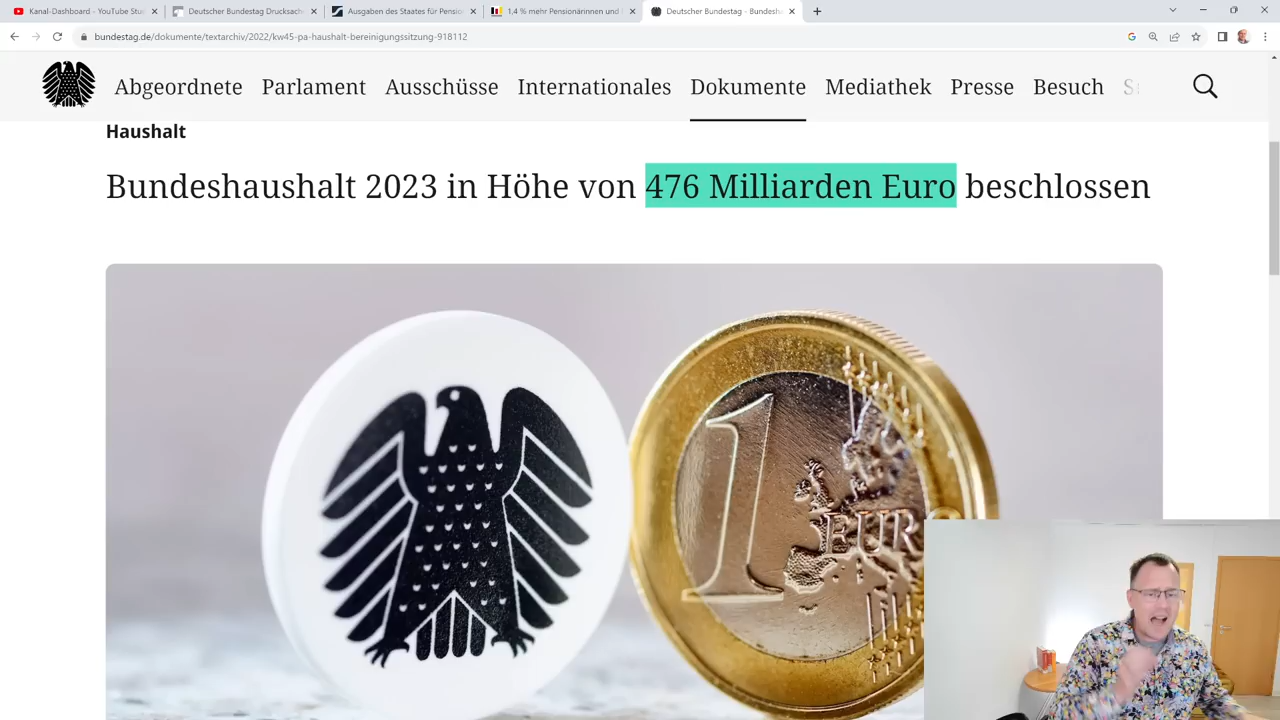 Kanal-Dashboard - YouTube Stu
Deutscher Bundestag Drucksach
Ausgaben des Staates für Pension
1,4 % mehr Pensionärinnen und
Deutscher Bundestag - Bundesh
bundestag.de/dokumente/textarchiv/2022/kw45-pa-haushalt-bereinigungssitzung-918112
Abgeordnete Parlament Ausschüsse Internationales Dokumente Mediathek Presse Besuch
Haushalt
Bundeshaushalt 2023 in Höhe von 476 Milliarden Euro beschlossen
1
EURO